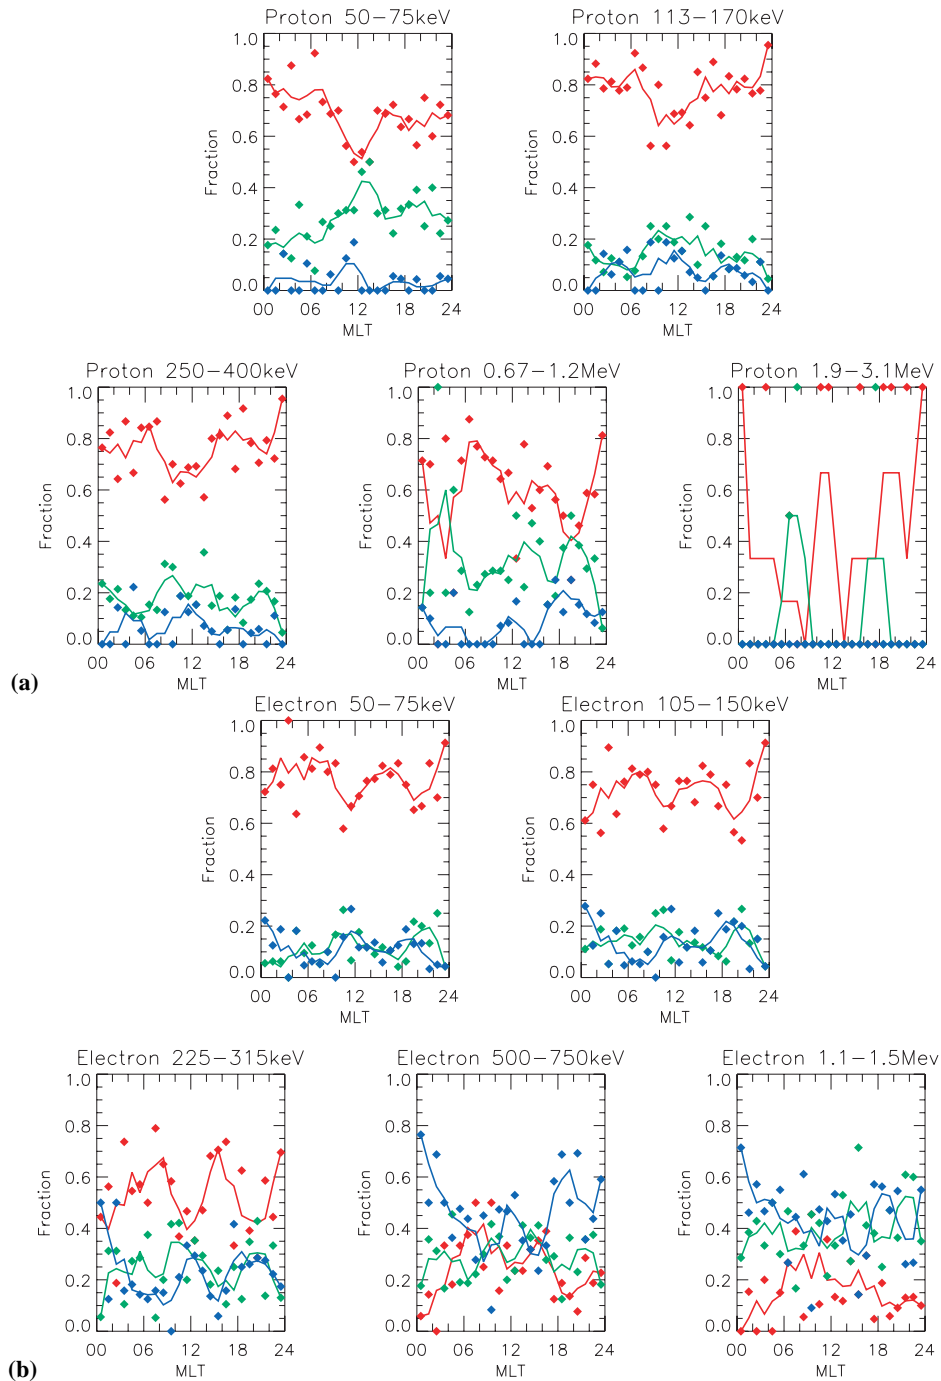 Proton 50−75keV
Proton 113−170keV
1.0
0.8
0.6
0.4
0.2
0.0
Fraction
00 06 12 18 24
MLT
1.0
0.8
0.6
0.4
0.2
0.0
Fraction
00 06 12 18 24
MLT
Proton 250−400keV
Proton 0.67−1.2MeV
Proton 1.9−3.1MeV
1.0
0.8
0.6
0.4
0.2
0.0
Fraction
00 06 12 18 24
MLT
1.0
0.8
0.6
0.4
0.2
0.0
Fraction
00 06 12 18 24
MLT
1.0
0.8
0.6
0.4
0.2
0.0
Fraction
00 06 12 18 24
MLT
(a)
Electron 50−75keV
Electron 105−150keV
1.0
0.8
0.6
0.4
0.2
0.0
Fraction
00 06 12 18 24
MLT
1.0
0.8
0.6
0.4
0.2
0.0
Fraction
00 06 12 18 24
MLT
Electron 225−315keV
Electron 500−750keV
Electron 1.1−1.5Mev
1.0
0.8
0.6
0.4
0.2
0.0
Fraction
00 06 12 18 24
MLT
1.0
0.8
0.6
0.4
0.2
0.0
Fraction
00 06 12 18 24
MLT
1.0
0.8
0.6
0.4
0.2
0.0
Fraction
00 06 12 18 24
MLT
(b)